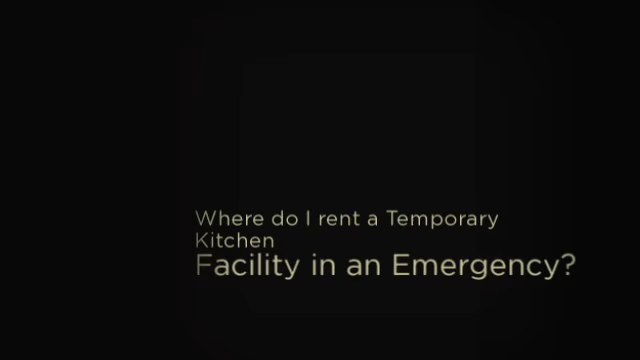 Where do I rent a Temporary
Kitchen
Facility in an Emergency?